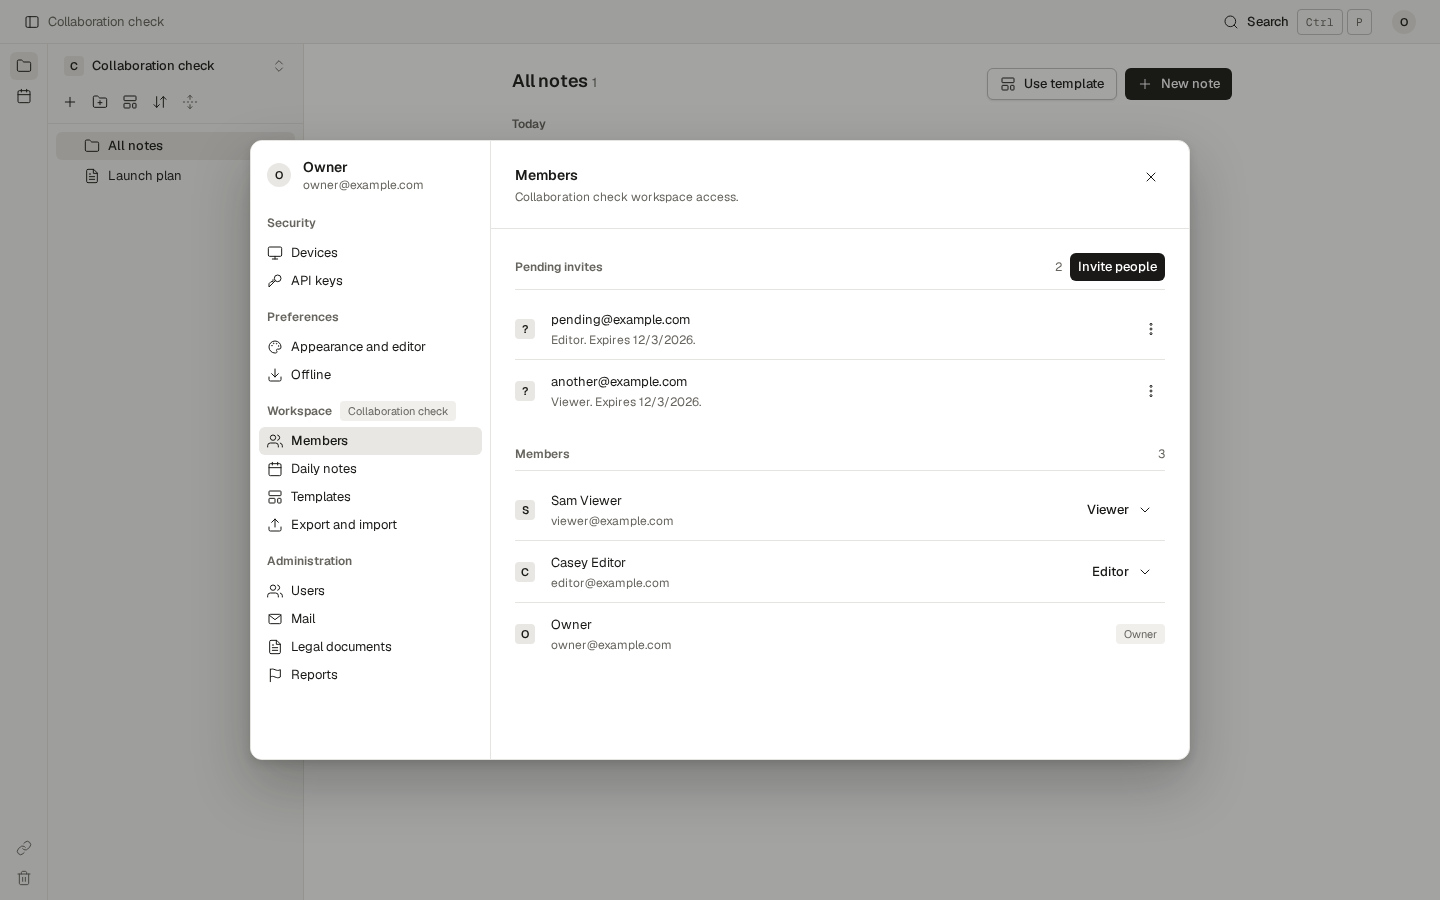 Collaboration check
Search Ctrl P O
C Collaboration check
All notes 1
Use template
New note
Today
All notes
Launch plan
O Owner
owner@example.com
Security
Devices
API keys
Preferences
Appearance and editor
Offline
Workspace Collaboration check
Members
Daily notes
Templates
Export and import
Administration
Users
Mail
Legal documents
Reports
Members
Collaboration check workspace access.
Pending invites 2 Invite people
? pending@example.com
Editor. Expires 12/3/2026.
? another@example.com
Viewer. Expires 12/3/2026.
Members 3
S Sam Viewer Viewer
viewer@example.com
C Casey Editor Editor
editor@example.com
O Owner Owner
owner@example.com